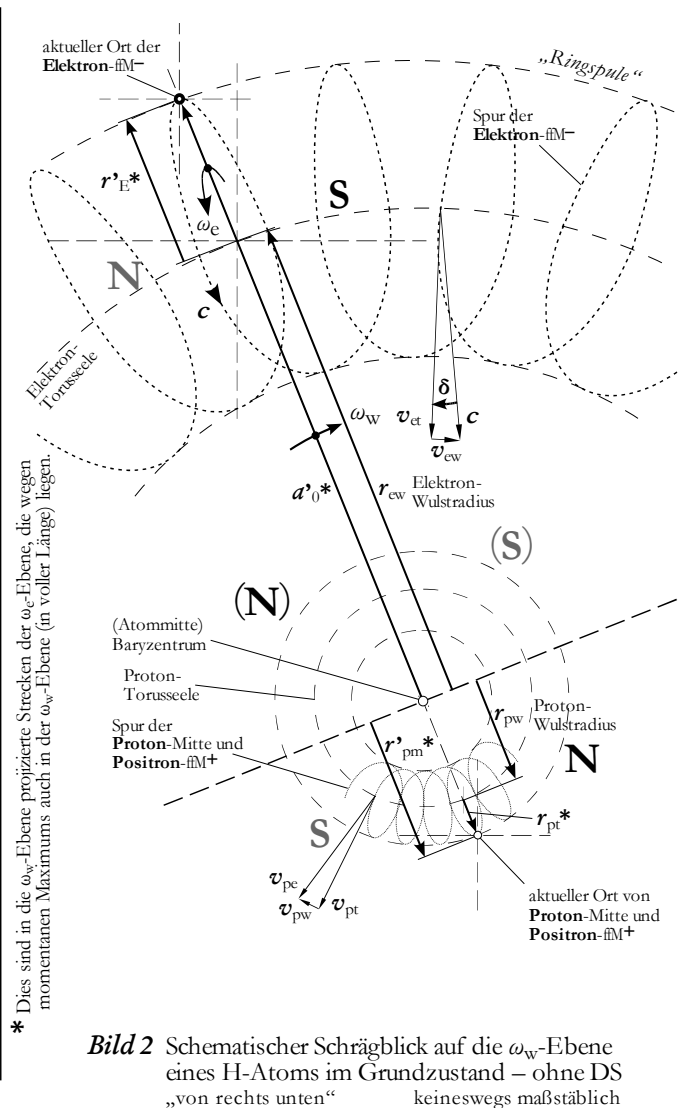 aktueller Ort der
Elektron-ffM−
„Ringspule“
Spur der
Elektron-ffM−
r’E*
S
ωe
N
c
Elektron-
Torusseele
δ
vet
c
vew
ωw
a’0*
rew
Elektron-
Wulstradius
(S)
(N)
(Atommitte)
Baryzentrum
Proton-
Torusseele
Spur der
Proton-Mitte und
Positron-ffM+
r’pm*
rpw
Proton-
Wulstradius
N
S
rpt*
vpe
vpw
vpt
aktueller Ort von
Proton-Mitte und
Positron-ffM+
* Dies sind in die ωw-Ebene projizierte Strecken der ωe-Ebene, die wegen
momentanen Maximums auch in der ωw-Ebene (in voller Länge) liegen.
Bild 2 Schematischer Schrägblick auf die ωw-Ebene
eines H-Atoms im Grundzustand – ohne DS
„von rechts unten“ keineswegs maßstäblich